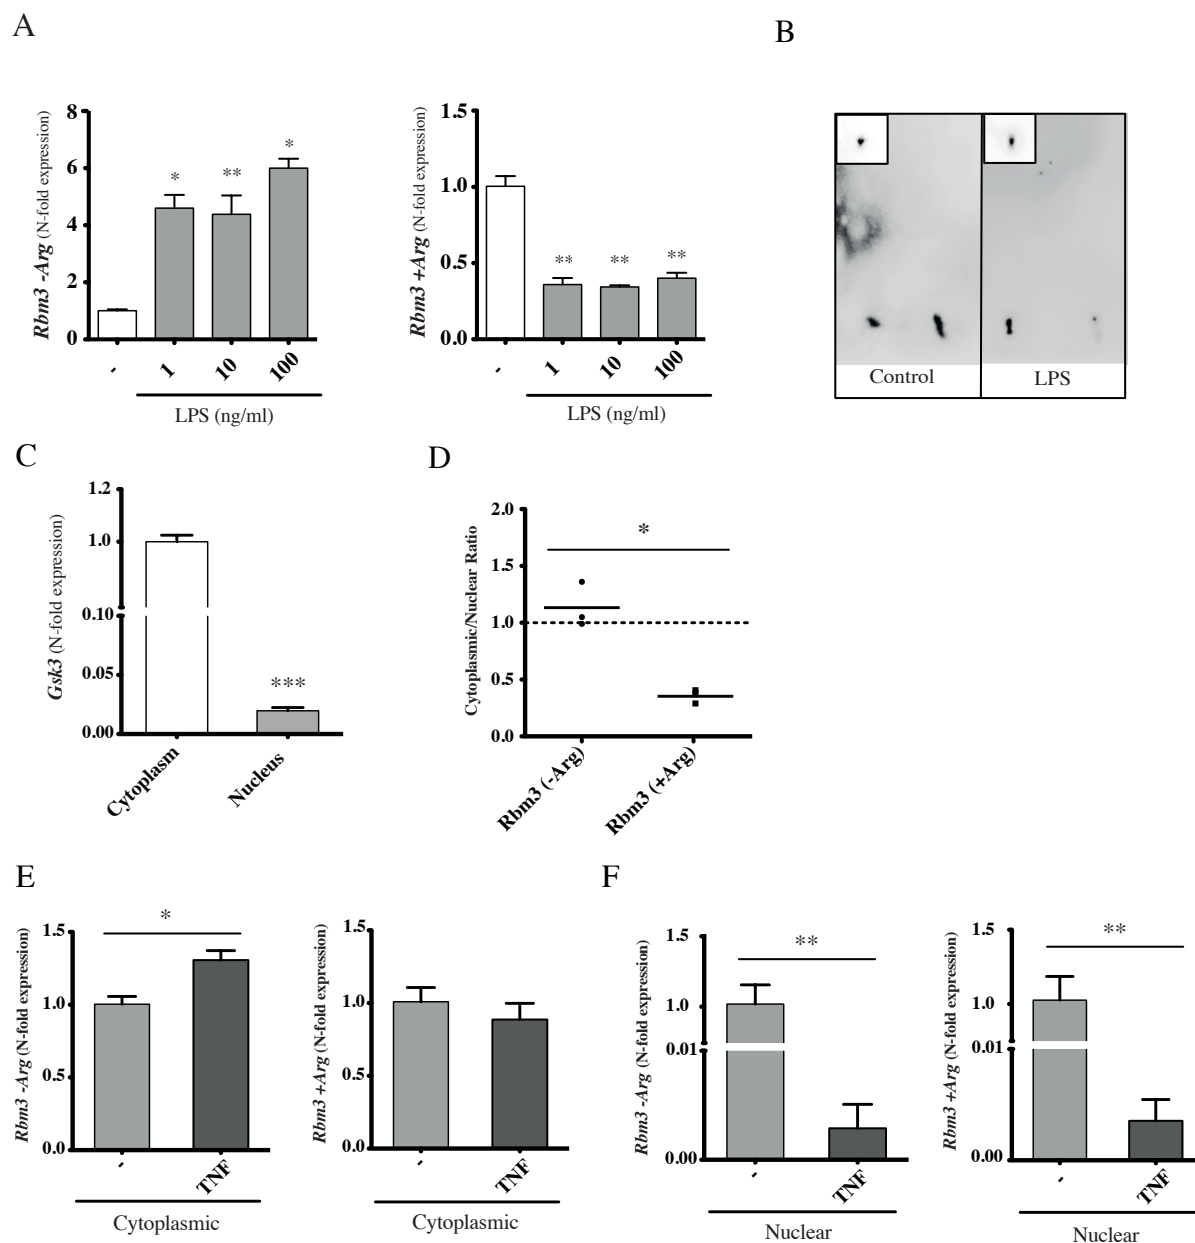 A
B
Rbm3 -Arg (N-fold expression)
8
6
4
2
0
*
**
*
-
1
10
100
LPS (ng/ml)
Rbm3 +Arg (N-fold expression)
1.5
1.0
0.5
0.0
**
**
**
-
1
10
100
LPS (ng/ml)
Control
LPS
C
D
Gsk3 (N-fold expression)
1.2
1.0
0.10
0.05
0.00
***
Cytoplasm
Nucleus
Cytoplasmic/Nuclear Ratio
2.0
1.5
1.0
0.5
0.0
*
Rbm3 (-Arg)
Rbm3 (+Arg)
E
F
Rbm3 -Arg (N-fold expression)
1.5
1.0
0.5
0.0
*
-
TNF
Cytoplasmic
Rbm3 +Arg (N-fold expression)
1.5
1.0
0.5
0.0
-
TNF
Cytoplasmic
Rbm3 -Arg (N-fold expression)
1.5
1.0
0.01
0.00
**
-
TNF
Nuclear
Rbm3 +Arg (N-fold expression)
1.5
1.0
0.01
0.00
**
-
TNF
Nuclear